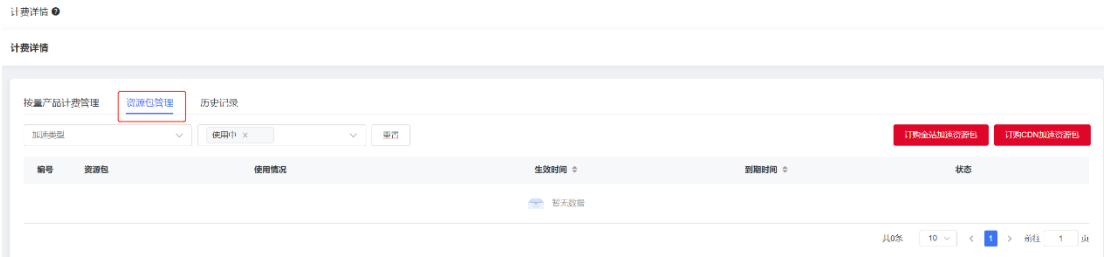 计费详情
计费详情
按量产品计费管理 资源包管理 历史记录
加速类型 使用中 × 重置 订购全站加速资源包 订购CDN加速资源包
编号 资源包 使用情况 生效时间 到期时间 状态
暂无数据
共0条 10 < 1 > 前往 1 页